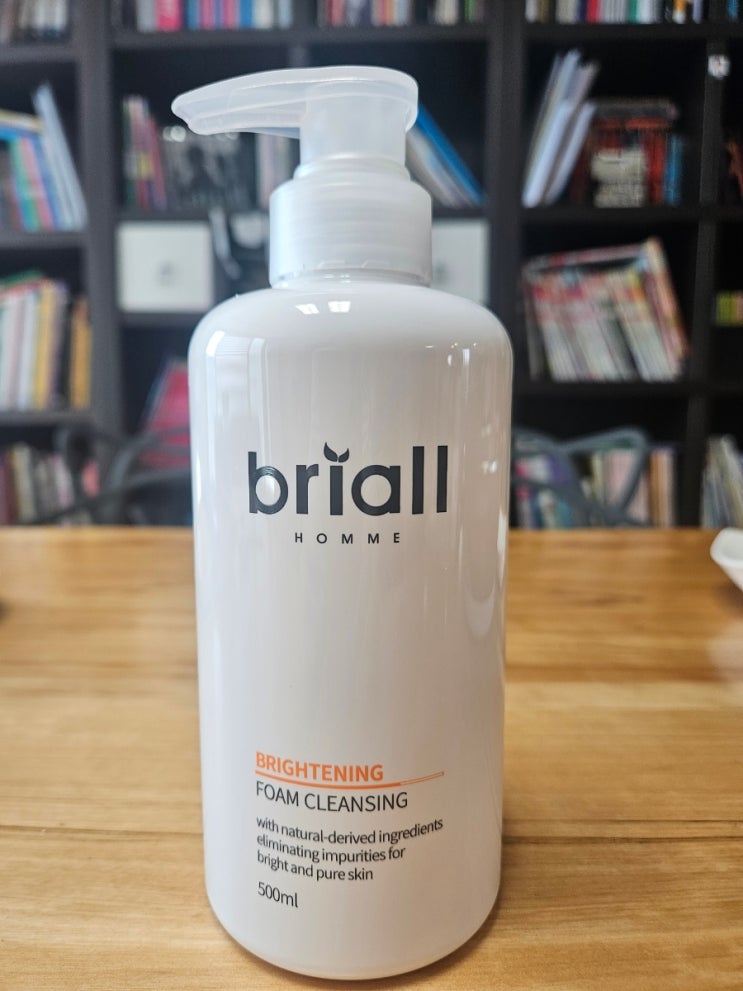 briall
HOMME
BRIGHTENING
FOAM CLEANSING
with natural-derived ingredients
eliminating impurities for
bright and pure skin
500ml